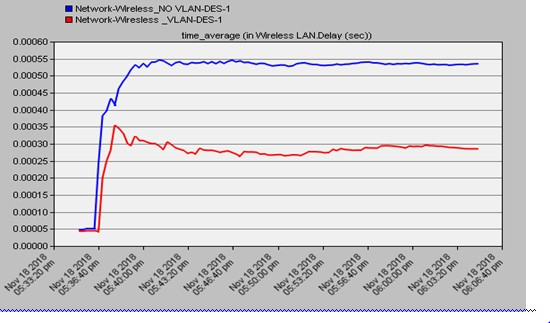 Network-Wireless_NO VLAN-DES-1
Network-Wiresless _VLAN-DES-1
time_average (in Wireless LAN.Delay (sec))
0.00060
0.00055
0.00050
0.00045
0.00040
0.00035
0.00030
0.00025
0.00020
0.00015
0.00010
0.00005
0.00000
Nov 18 2018
05:33:20 pm
Nov 18 2018
05:36:40 pm
Nov 18 2018
05:40:00 pm
Nov 18 2018
05:43:20 pm
Nov 18 2018
05:46:40 pm
Nov 18 2018
05:50:00 pm
Nov 18 2018
05:53:20 pm
Nov 18 2018
05:56:40 pm
Nov 18 2018
06:00:00 pm
Nov 18 2018
06:03:20 pm
Nov 18 2018
06:06:40 pm